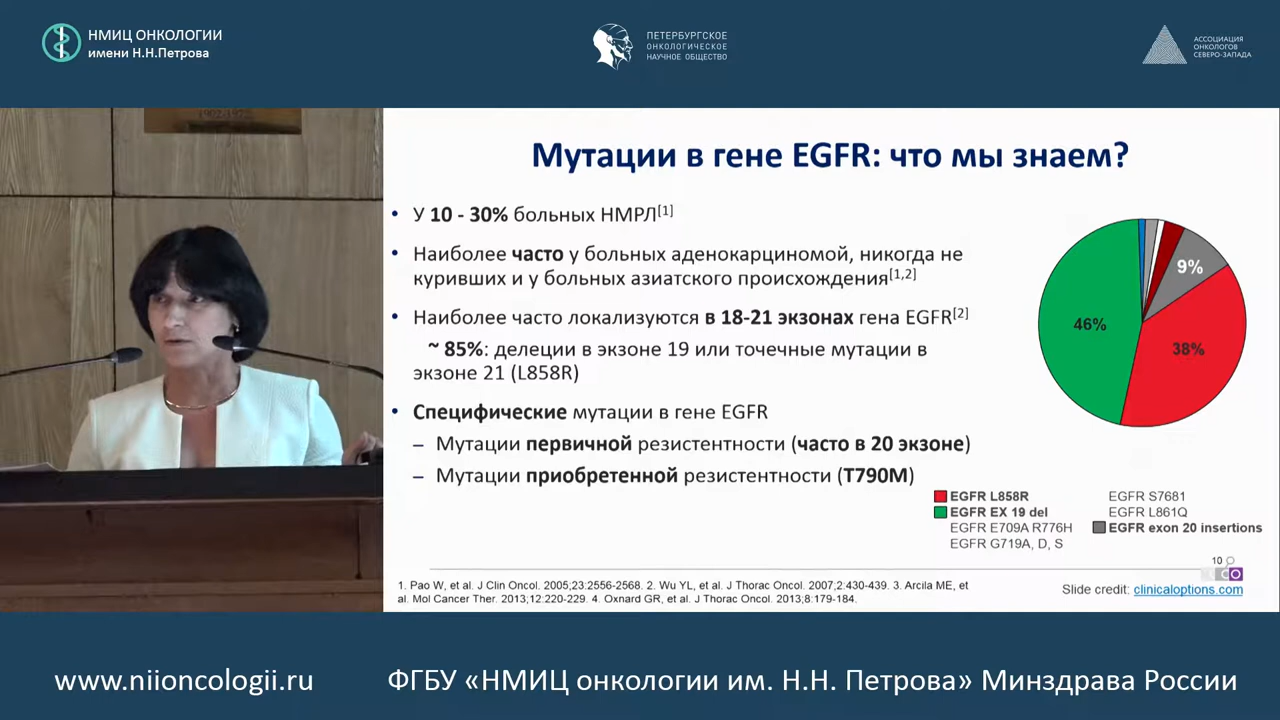 НМИЦ ОНКОЛОГИИ
имени Н.Н.Петрова
ПЕТЕРБУРГСКОЕ
ОНКОЛОГИЧЕСКОЕ
НАУЧНОЕ ОБЩЕСТВО
АССОЦИАЦИЯ
ОНКОЛОГОВ
СЕВЕРО-ЗАПАДА
Мутации в гене EGFR: что мы знаем?
• У 10 - 30% больных НМРЛ[1]
• Наиболее часто у больных аденокарциномой, никогда не
куривших и у больных азиатского происхождения[1,2]
• Наиболее часто локализуются в 18-21 экзонах гена EGFR[2]
~ 85%: делеции в экзоне 19 или точечные мутации в
экзоне 21 (L858R)
• Специфические мутации в гене EGFR
– Мутации первичной резистентности (часто в 20 экзоне)
– Мутации приобретенной резистентности (T790M)
9%
46%
38%
EGFR L858R
EGFR EX 19 del
EGFR E709A R776H
EGFR G719A, D, S
EGFR S7681
EGFR L861Q
EGFR exon 20 insertions
10
1. Pao W, et al. J Clin Oncol. 2005;23:2556-2568. 2. Wu YL, et al. J Thorac Oncol. 2007;2:430-439. 3. Arcila ME, et
al. Mol Cancer Ther. 2013;12:220-229. 4. Oxnard GR, et al. J Thorac Oncol. 2013;8:179-184.
Slide credit: clinicaloptions.com
www.niioncologii.ru
ФГБУ «НМИЦ онкологии им. Н.Н. Петрова» Минздрава России